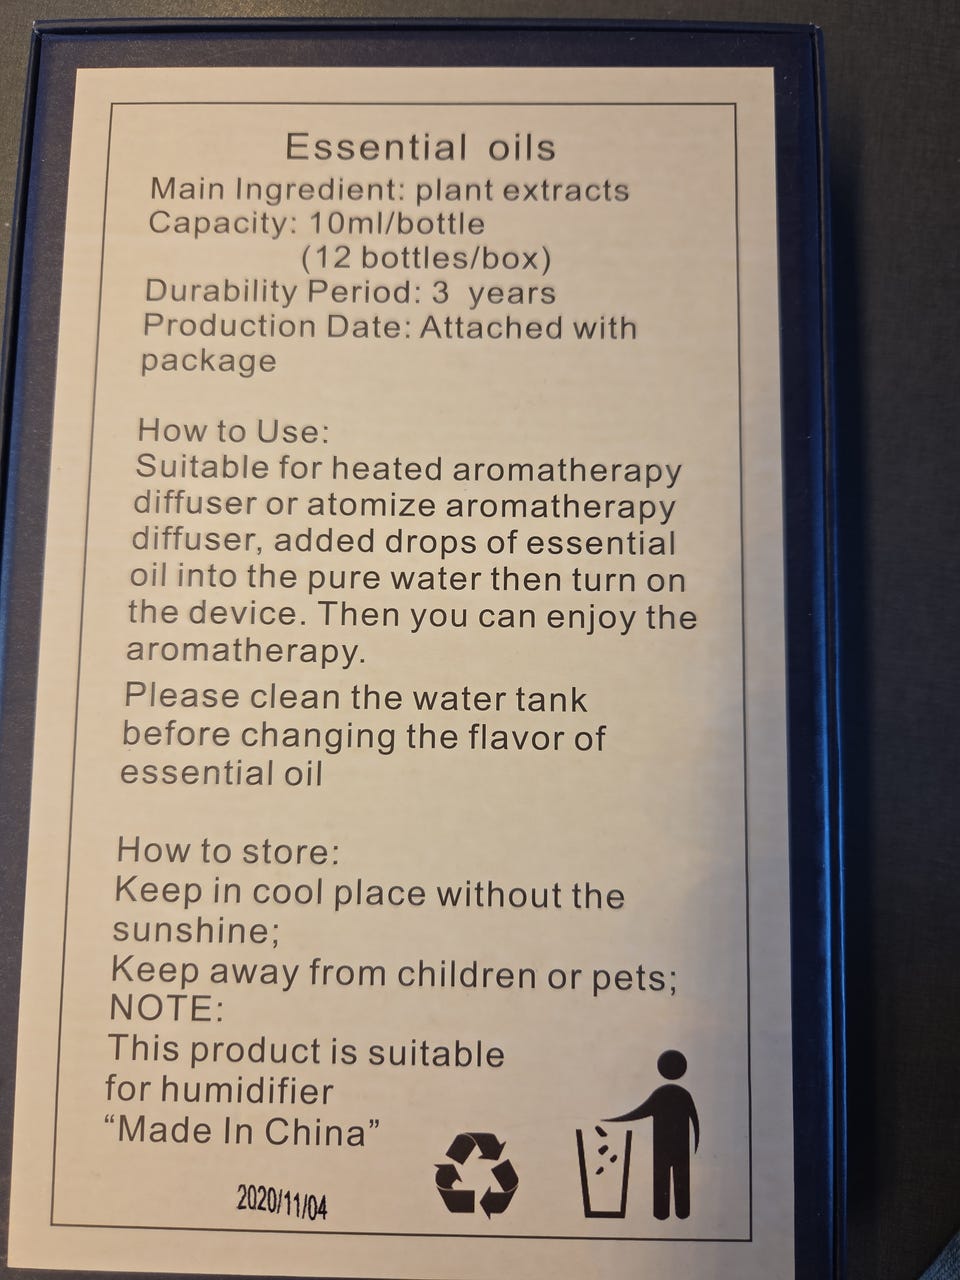 Essential oils
Main Ingredient: plant extracts
Capacity: 10ml/bottle
(12 bottles/box)
Durability Period: 3 years
Production Date: Attached with
package
How to Use:
Suitable for heated aromatherapy
diffuser or atomize aromatherapy
diffuser, added drops of essential
oil into the pure water then turn on
the device. Then you can enjoy the
aromatherapy.
Please clean the water tank
before changing the flavor of
essential oil
How to store:
Keep in cool place without the
sunshine;
Keep away from children or pets;
NOTE:
This product is suitable
for humidifier
“Made In China”
2020/11/04